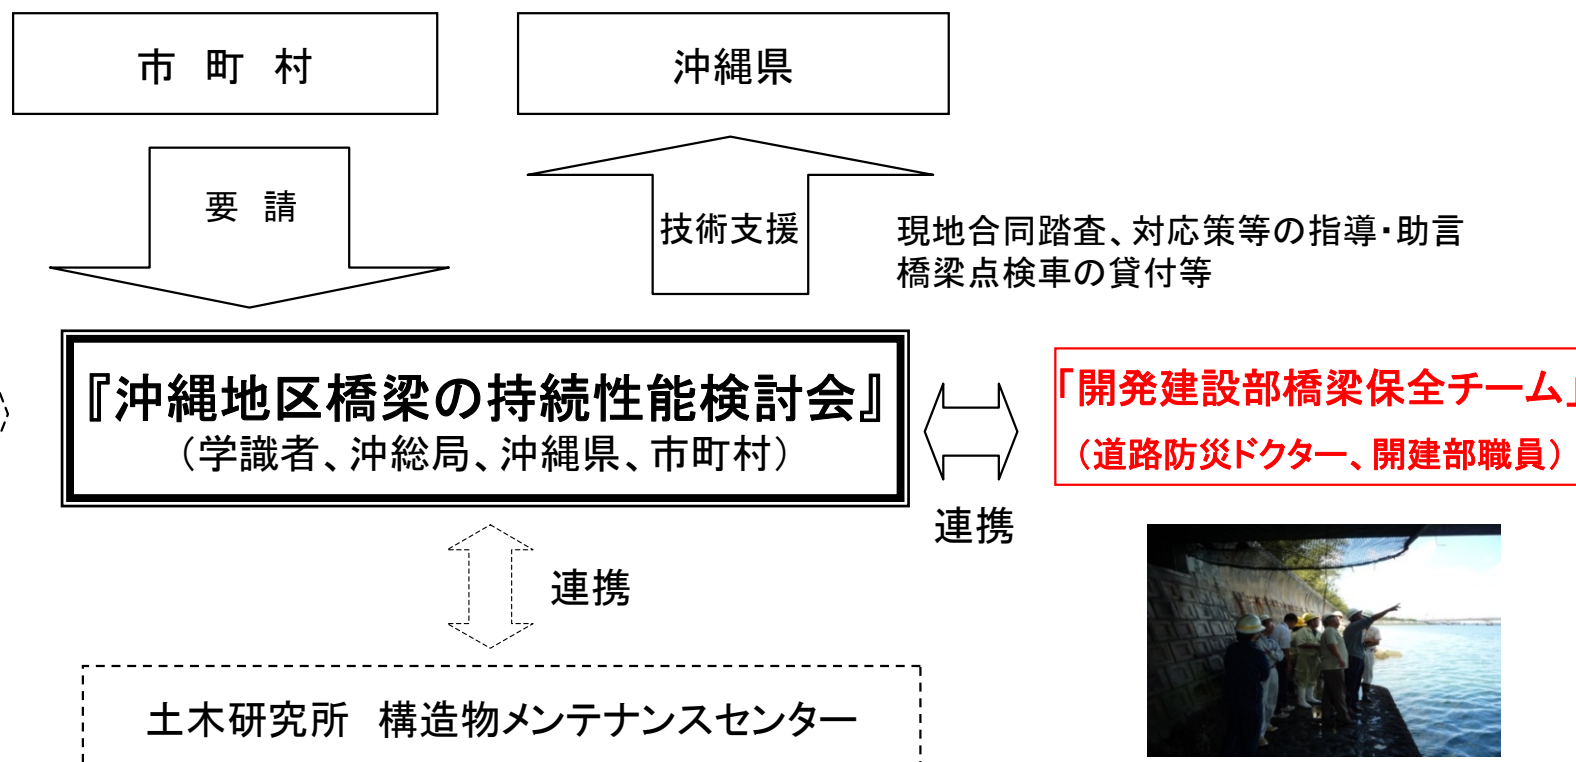 市 町 村
沖縄県
要 請
技術支援
現地合同踏査、対応策等の指導・助言
橋梁点検車の貸付等
『沖縄地区橋梁の持続性能検討会』
（学識者、沖総局、沖縄県、市町村）
連携
「開発建設部橋梁保全チーム」
（道路防災ドクター、開建部職員）
連携
土木研究所 構造物メンテナンスセンター